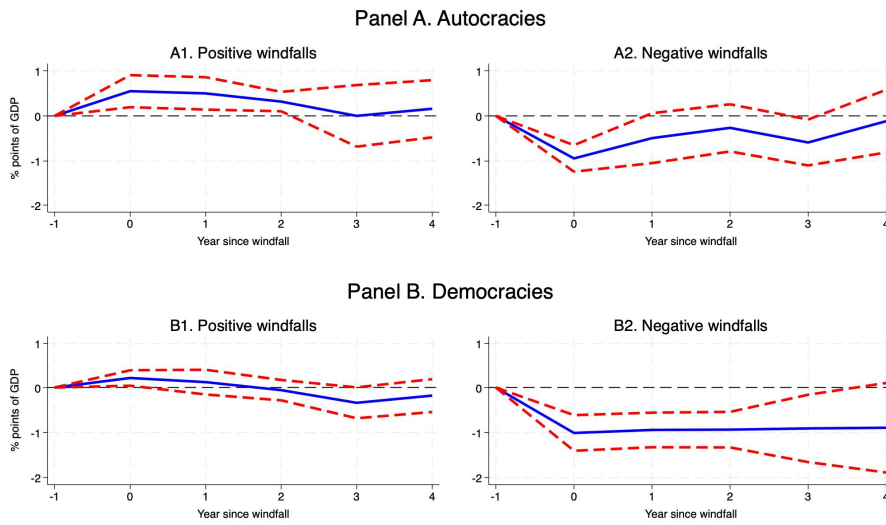 Panel A. Autocracies
A1. Positive windfalls
% points of GDP
1
0
-1
-2
-1 0 1 2 3 4
Year since windfall
A2. Negative windfalls
1
0
-1
-2
-1 0 1 2 3 4
Year since windfall
Panel B. Democracies
B1. Positive windfalls
% points of GDP
1
0
-1
-2
-1 0 1 2 3 4
Year since windfall
B2. Negative windfalls
1
0
-1
-2
-1 0 1 2 3 4
Year since windfall